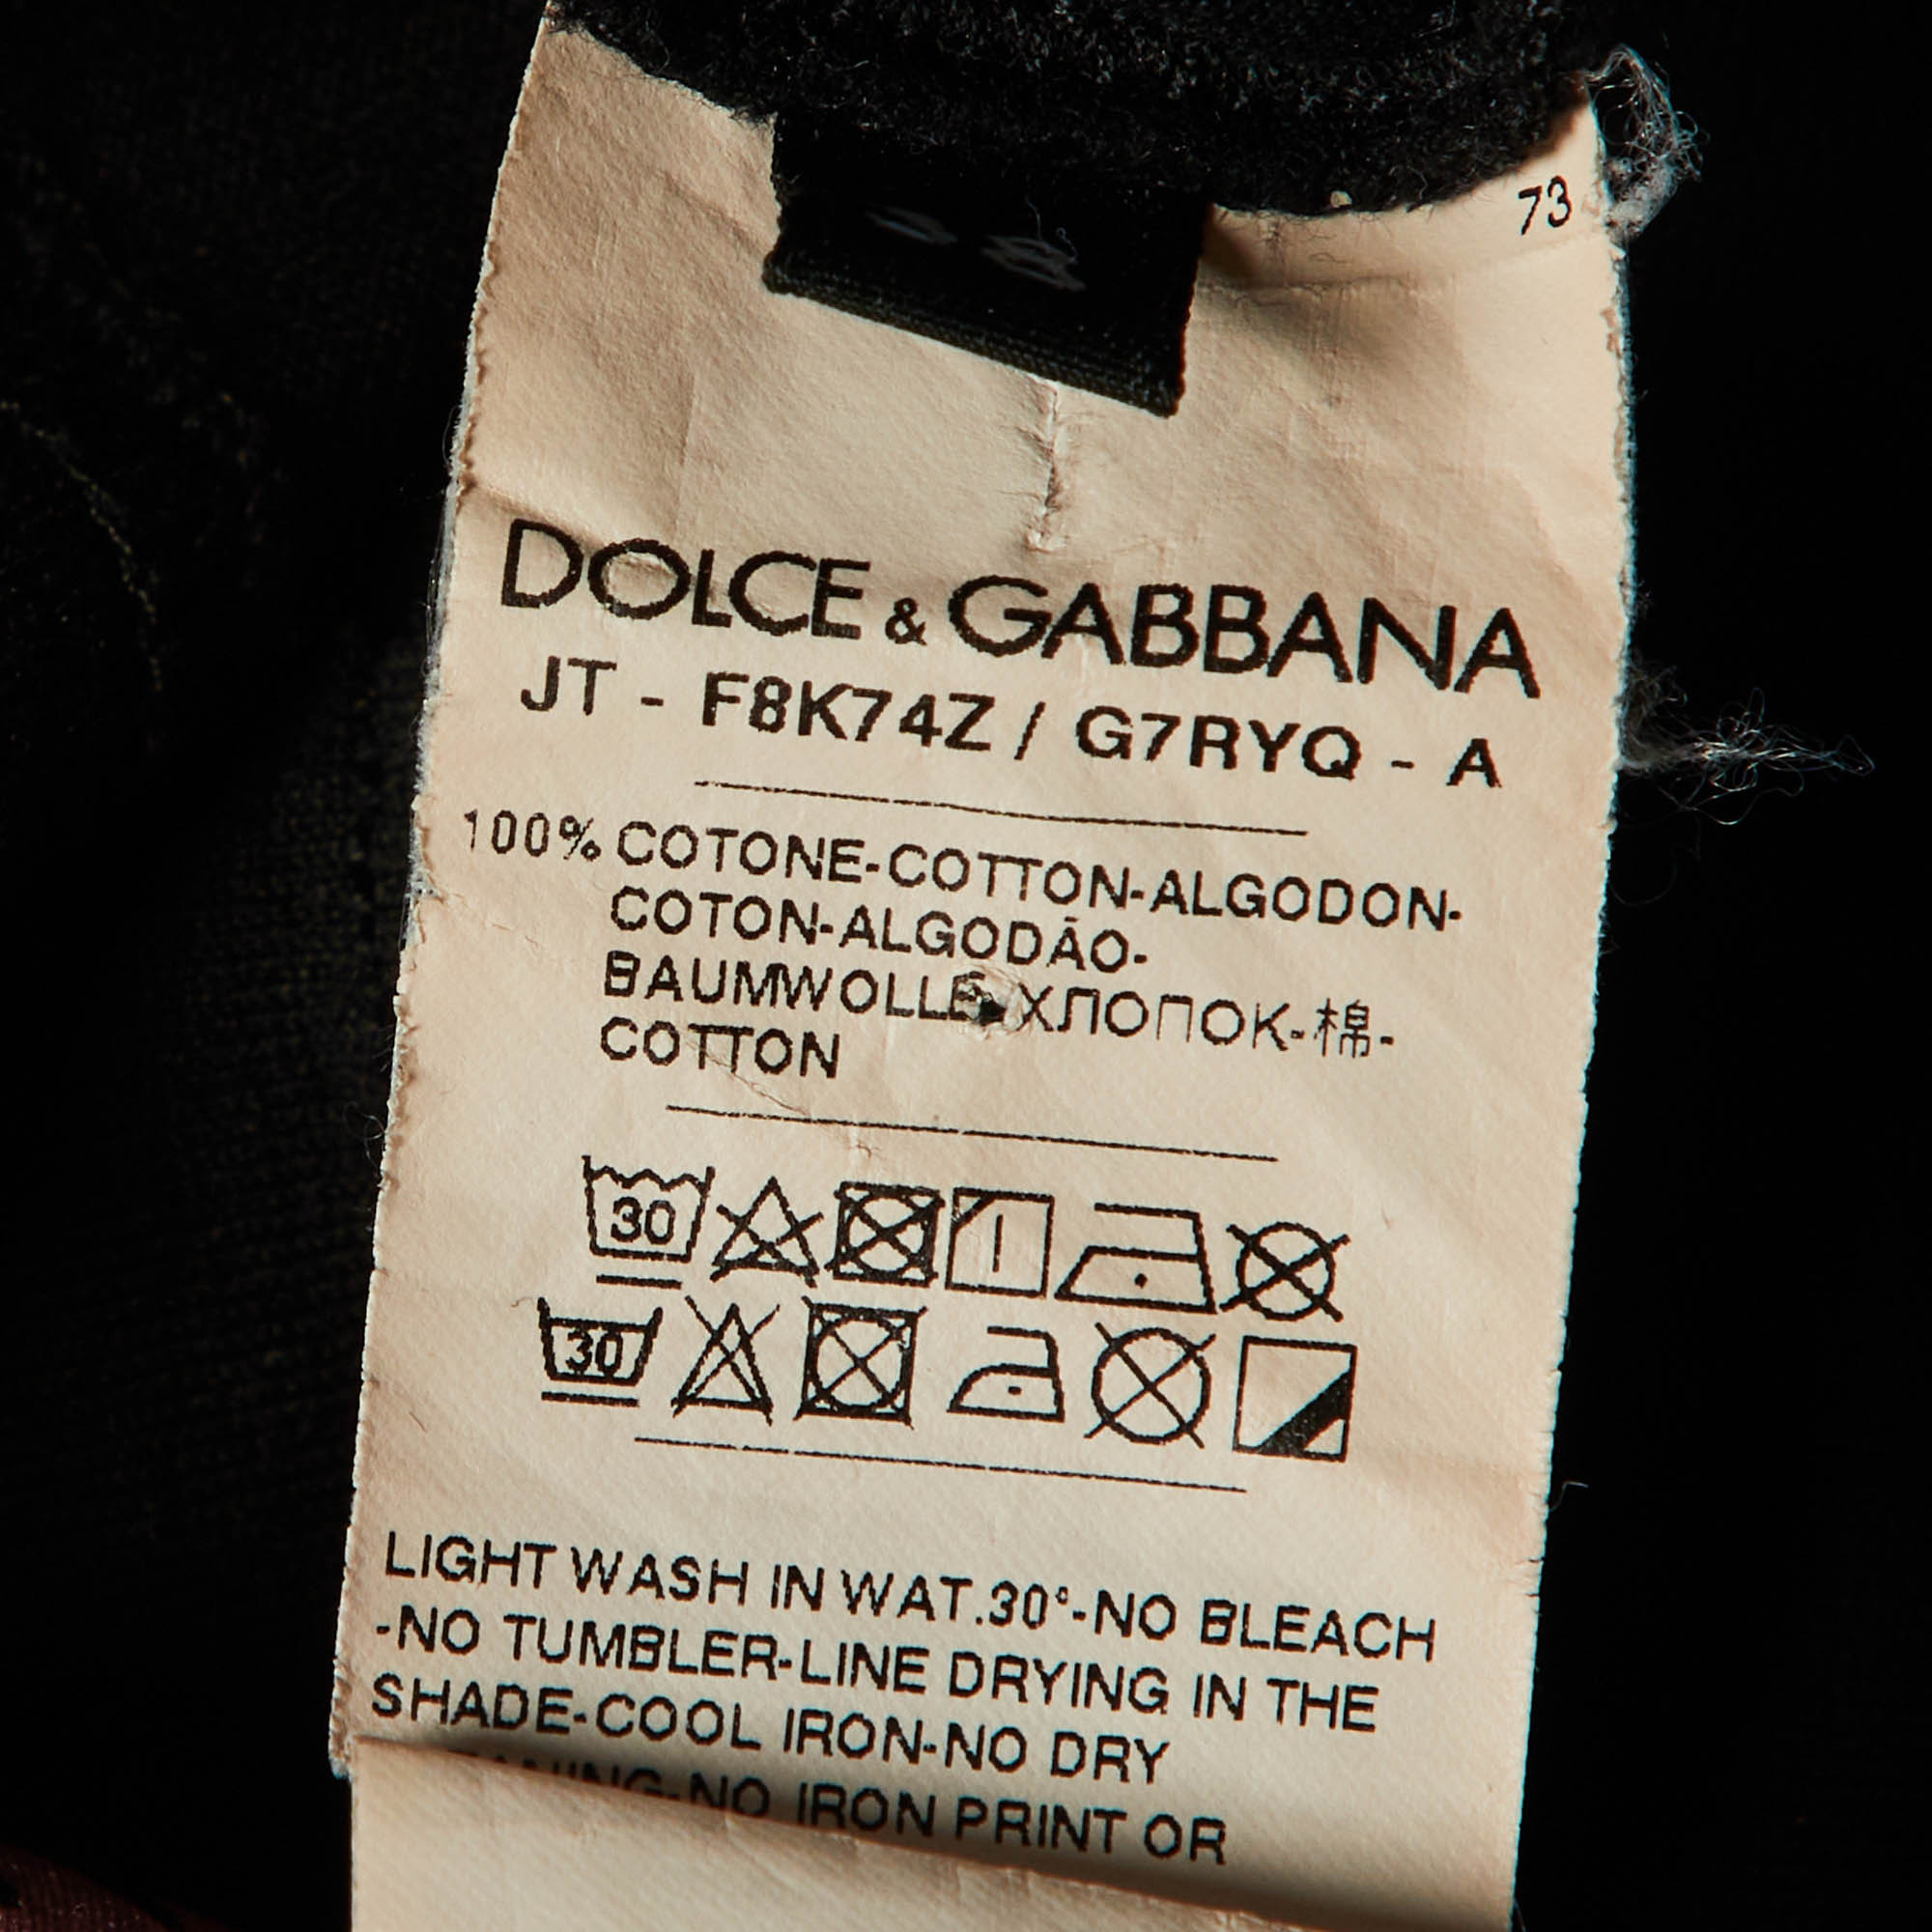 73
DOLCE & GABBANA
JT - F8K74Z / G7RYQ - A
100% COTONE-COTTON-ALGODON-
COTON-ALGODÃO-
BAUMWOLLE-ХЛОПОК-棉-
COTTON
30
30
LIGHT WASH IN WAT.30°-NO BLEACH
-NO TUMBLER-LINE DRYING IN THE
SHADE-COOL IRON-NO DRY
NO IRON PRINT OR